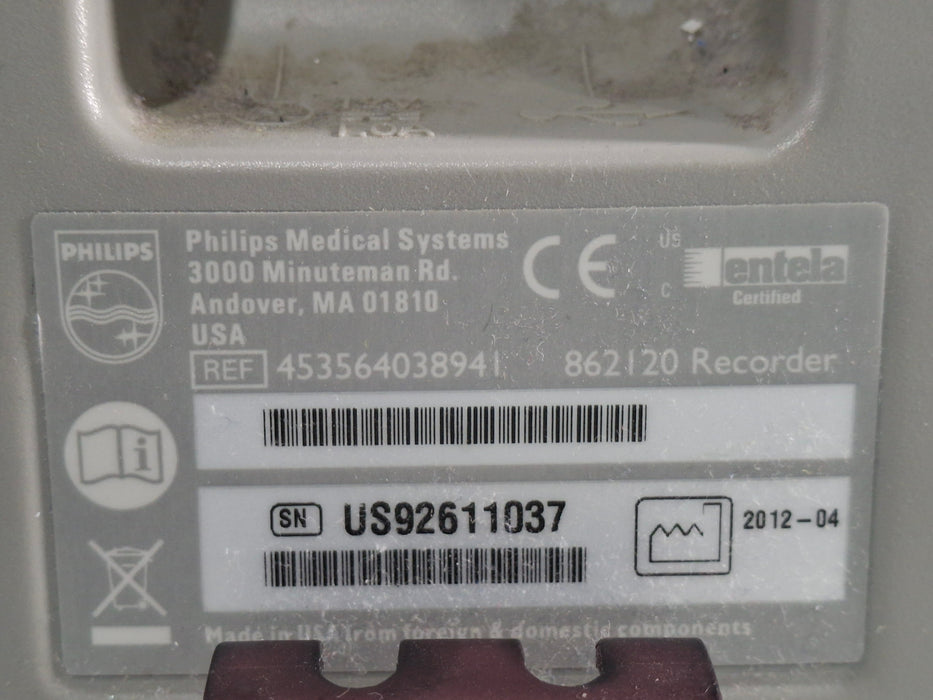 PHILIPS
Philips Medical Systems
3000 Minuteman Rd.
Andover, MA 01810
USA
CE
US
C
entela
Certified
REF 453564038941 862120 Recorder
i
SN US92611037
2012-04
Made in USA from foreign & domestic components